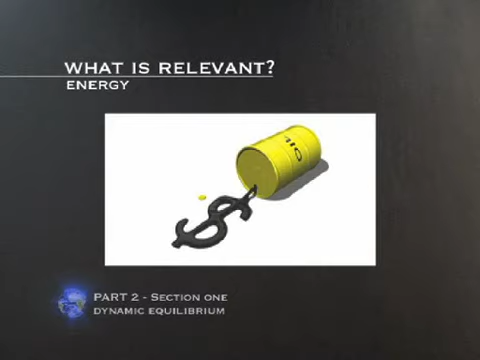 WHAT IS RELEVANT?
ENERGY
OIL
PART 2 - SECTION ONE
DYNAMIC EQUILIBRIUM